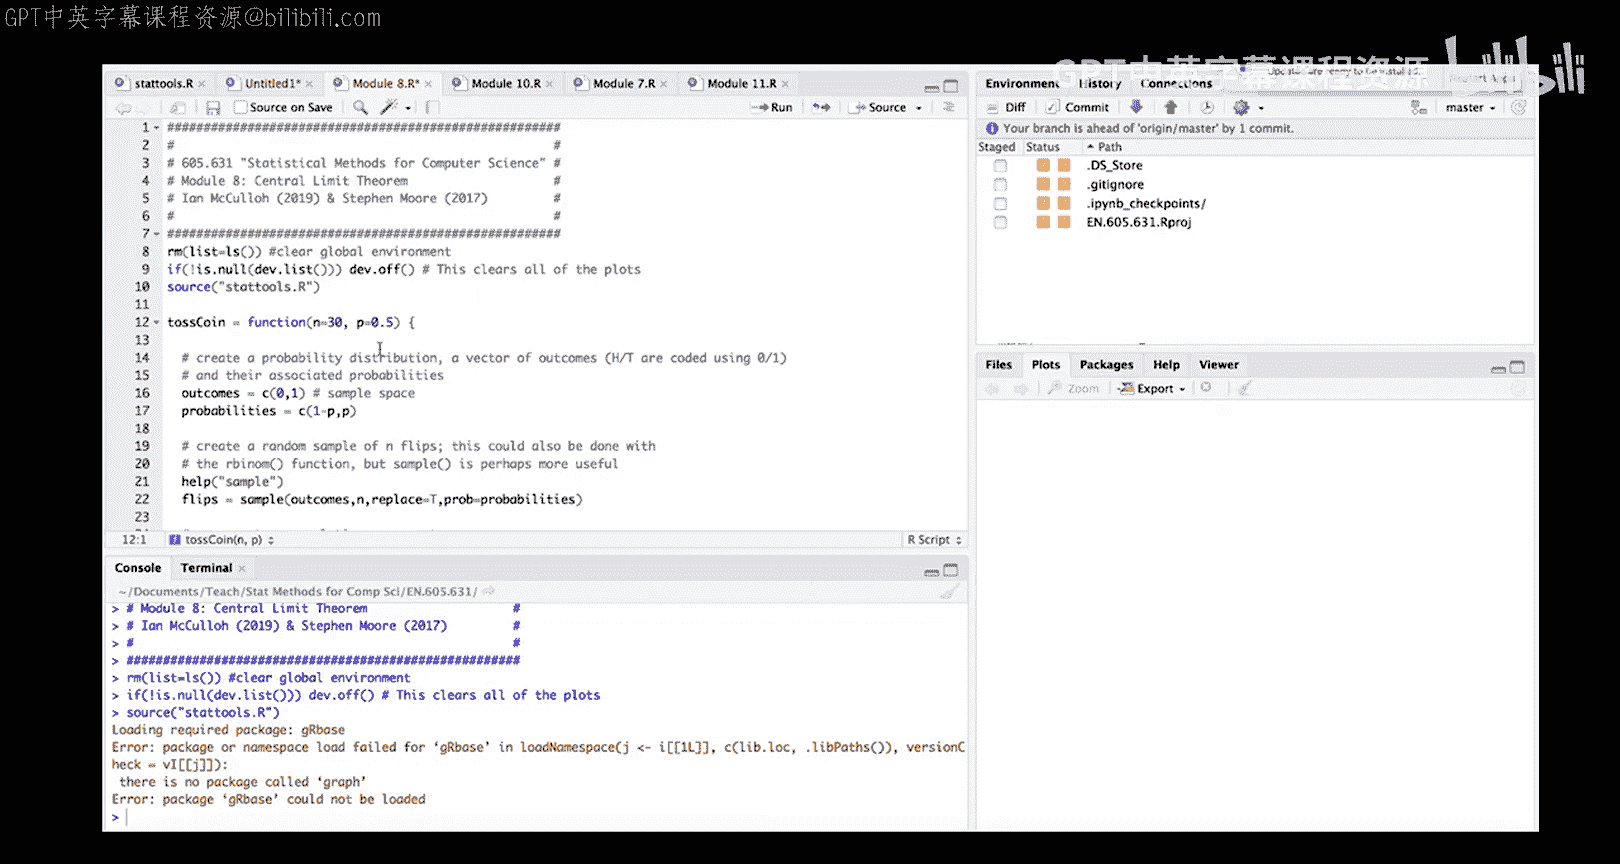 GPT中英字幕课程资源@bilibili.com
GPT中英字幕课程资源 bilibili
stattools.R Untitled1* Module 8.R* Module 10.R Module 7.R Module 11.R
Source on Save Run Source
1 ######################################################
2 # #
3 # 605.631 "Statistical Methods for Computer Science" #
4 # Module 8: Central Limit Theorem #
5 # Ian McCulloh (2019) & Stephen Moore (2017) #
6 # #
7 ######################################################
8 rm(list=ls()) #clear global environment
9 if(!is.null(dev.list())) dev.off() # This clears all of the plots
10 source("stattools.R")
11
12 tossCoin = function(n=30, p=0.5) {
13
14 # create a probability distribution, a vector of outcomes (H/T are coded using 0/1)
15 # and their associated probabilities
16 outcomes = c(0,1) # sample space
17 probabilities = c(1-p,p)
18
19 # create a random sample of n flips; this could also be done with
20 # the rbinom() function, but sample() is perhaps more useful
21 help("sample")
22 flips = sample(outcomes,n,replace=T,prob=probabilities)
23
12:1 tossCoin(n, p) R Script
Console Terminal
~/Documents/Teach/Stat Methods for Comp Sci/EN.605.631/
> # Module 8: Central Limit Theorem #
> # Ian McCulloh (2019) & Stephen Moore (2017) #
> # #
> ######################################################
> rm(list=ls()) #clear global environment
> if(!is.null(dev.list())) dev.off() # This clears all of the plots
> source("stattools.R")
Loading required package: gRbase
Error: package or namespace load failed for ‘gRbase’ in loadNamespace(j <- i[[1L]], c(lib.loc, .libPaths()), versionC
heck = vI[[j]]):
there is no package called ‘graph’
Error: package ‘gRbase’ could not be loaded
>
Environment History Connections
Diff Commit master
Your branch is ahead of 'origin/master' by 1 commit.
Staged Status Path
.DS_Store
.gitignore
.ipynb_checkpoints/
EN.605.631.Rproj
Files Plots Packages Help Viewer
Zoom Export